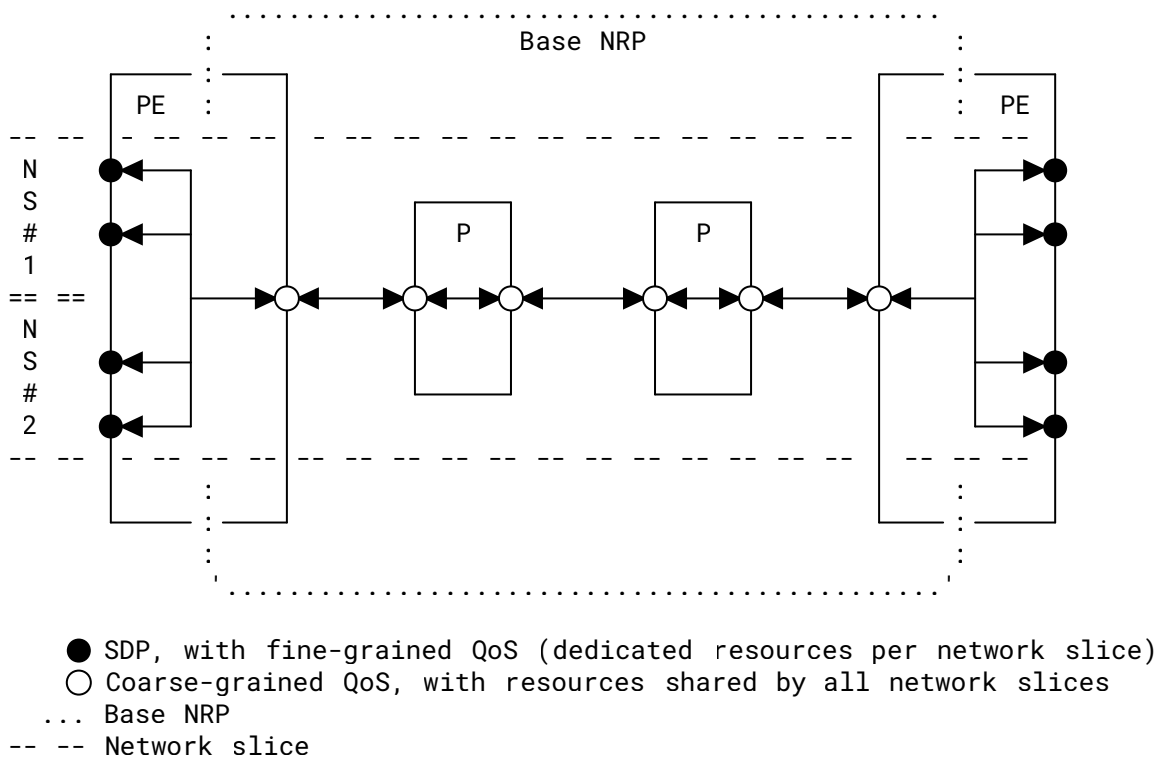 Base NRP
PE
PE
N
S
#
1
P
P
N
S
#
2
SDP, with fine-grained QoS (dedicated resources per network slice)
Coarse-grained QoS, with resources shared by all network slices
... Base NRP
-- -- Network slice